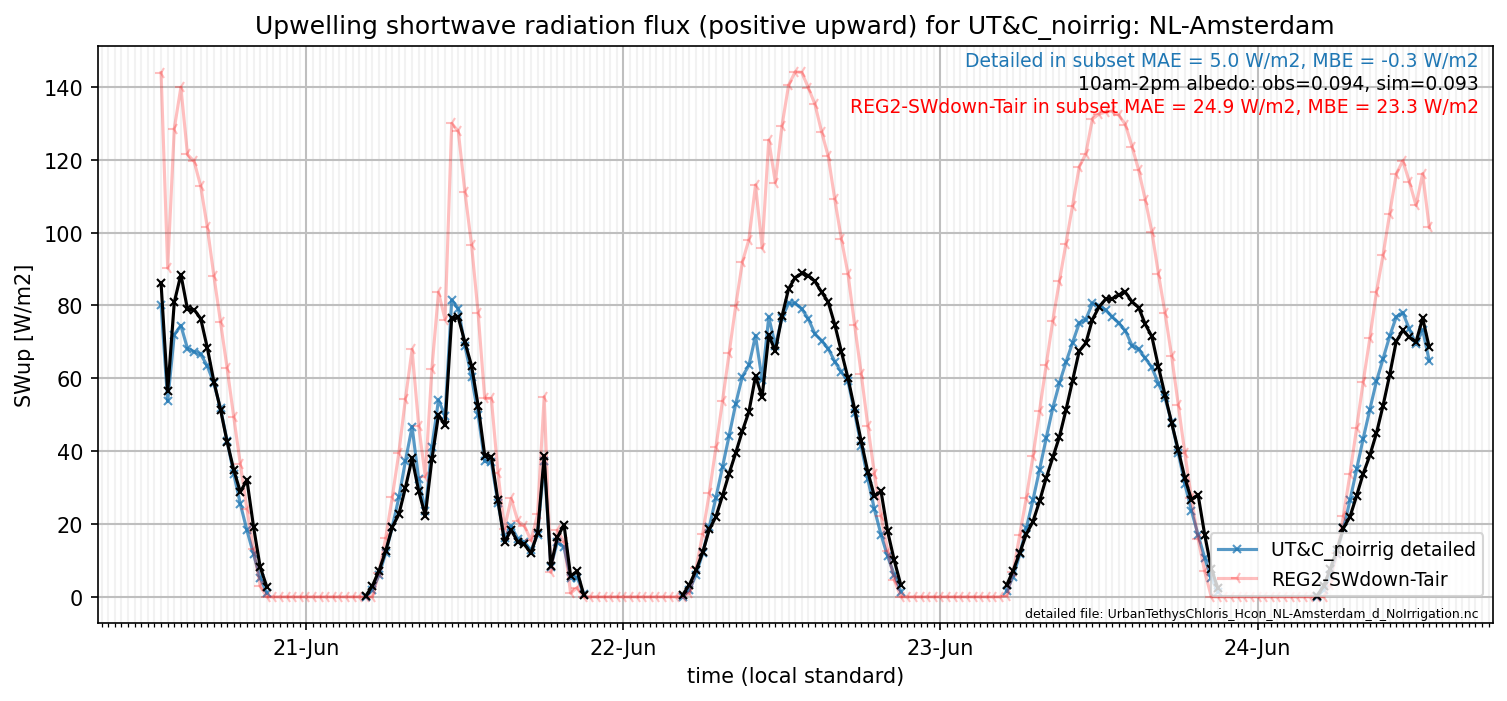 Upwelling shortwave radiation flux (positive upward) for UT&C_noirrig: NL-Amsterdam
Detailed in subset MAE = 5.0 W/m2, MBE = -0.3 W/m2
10am-2pm albedo: obs=0.094, sim=0.093
REG2-SWdown-Tair in subset MAE = 24.9 W/m2, MBE = 23.3 W/m2
SWup [W/m2]
140
120
100
80
60
40
20
0
UT&C_noirrig detailed
REG2-SWdown-Tair
detailed file: UrbanTethysChloris_Hcon_NL-Amsterdam_d_NoIrrigation.nc
21-Jun
22-Jun
23-Jun
24-Jun
time (local standard)